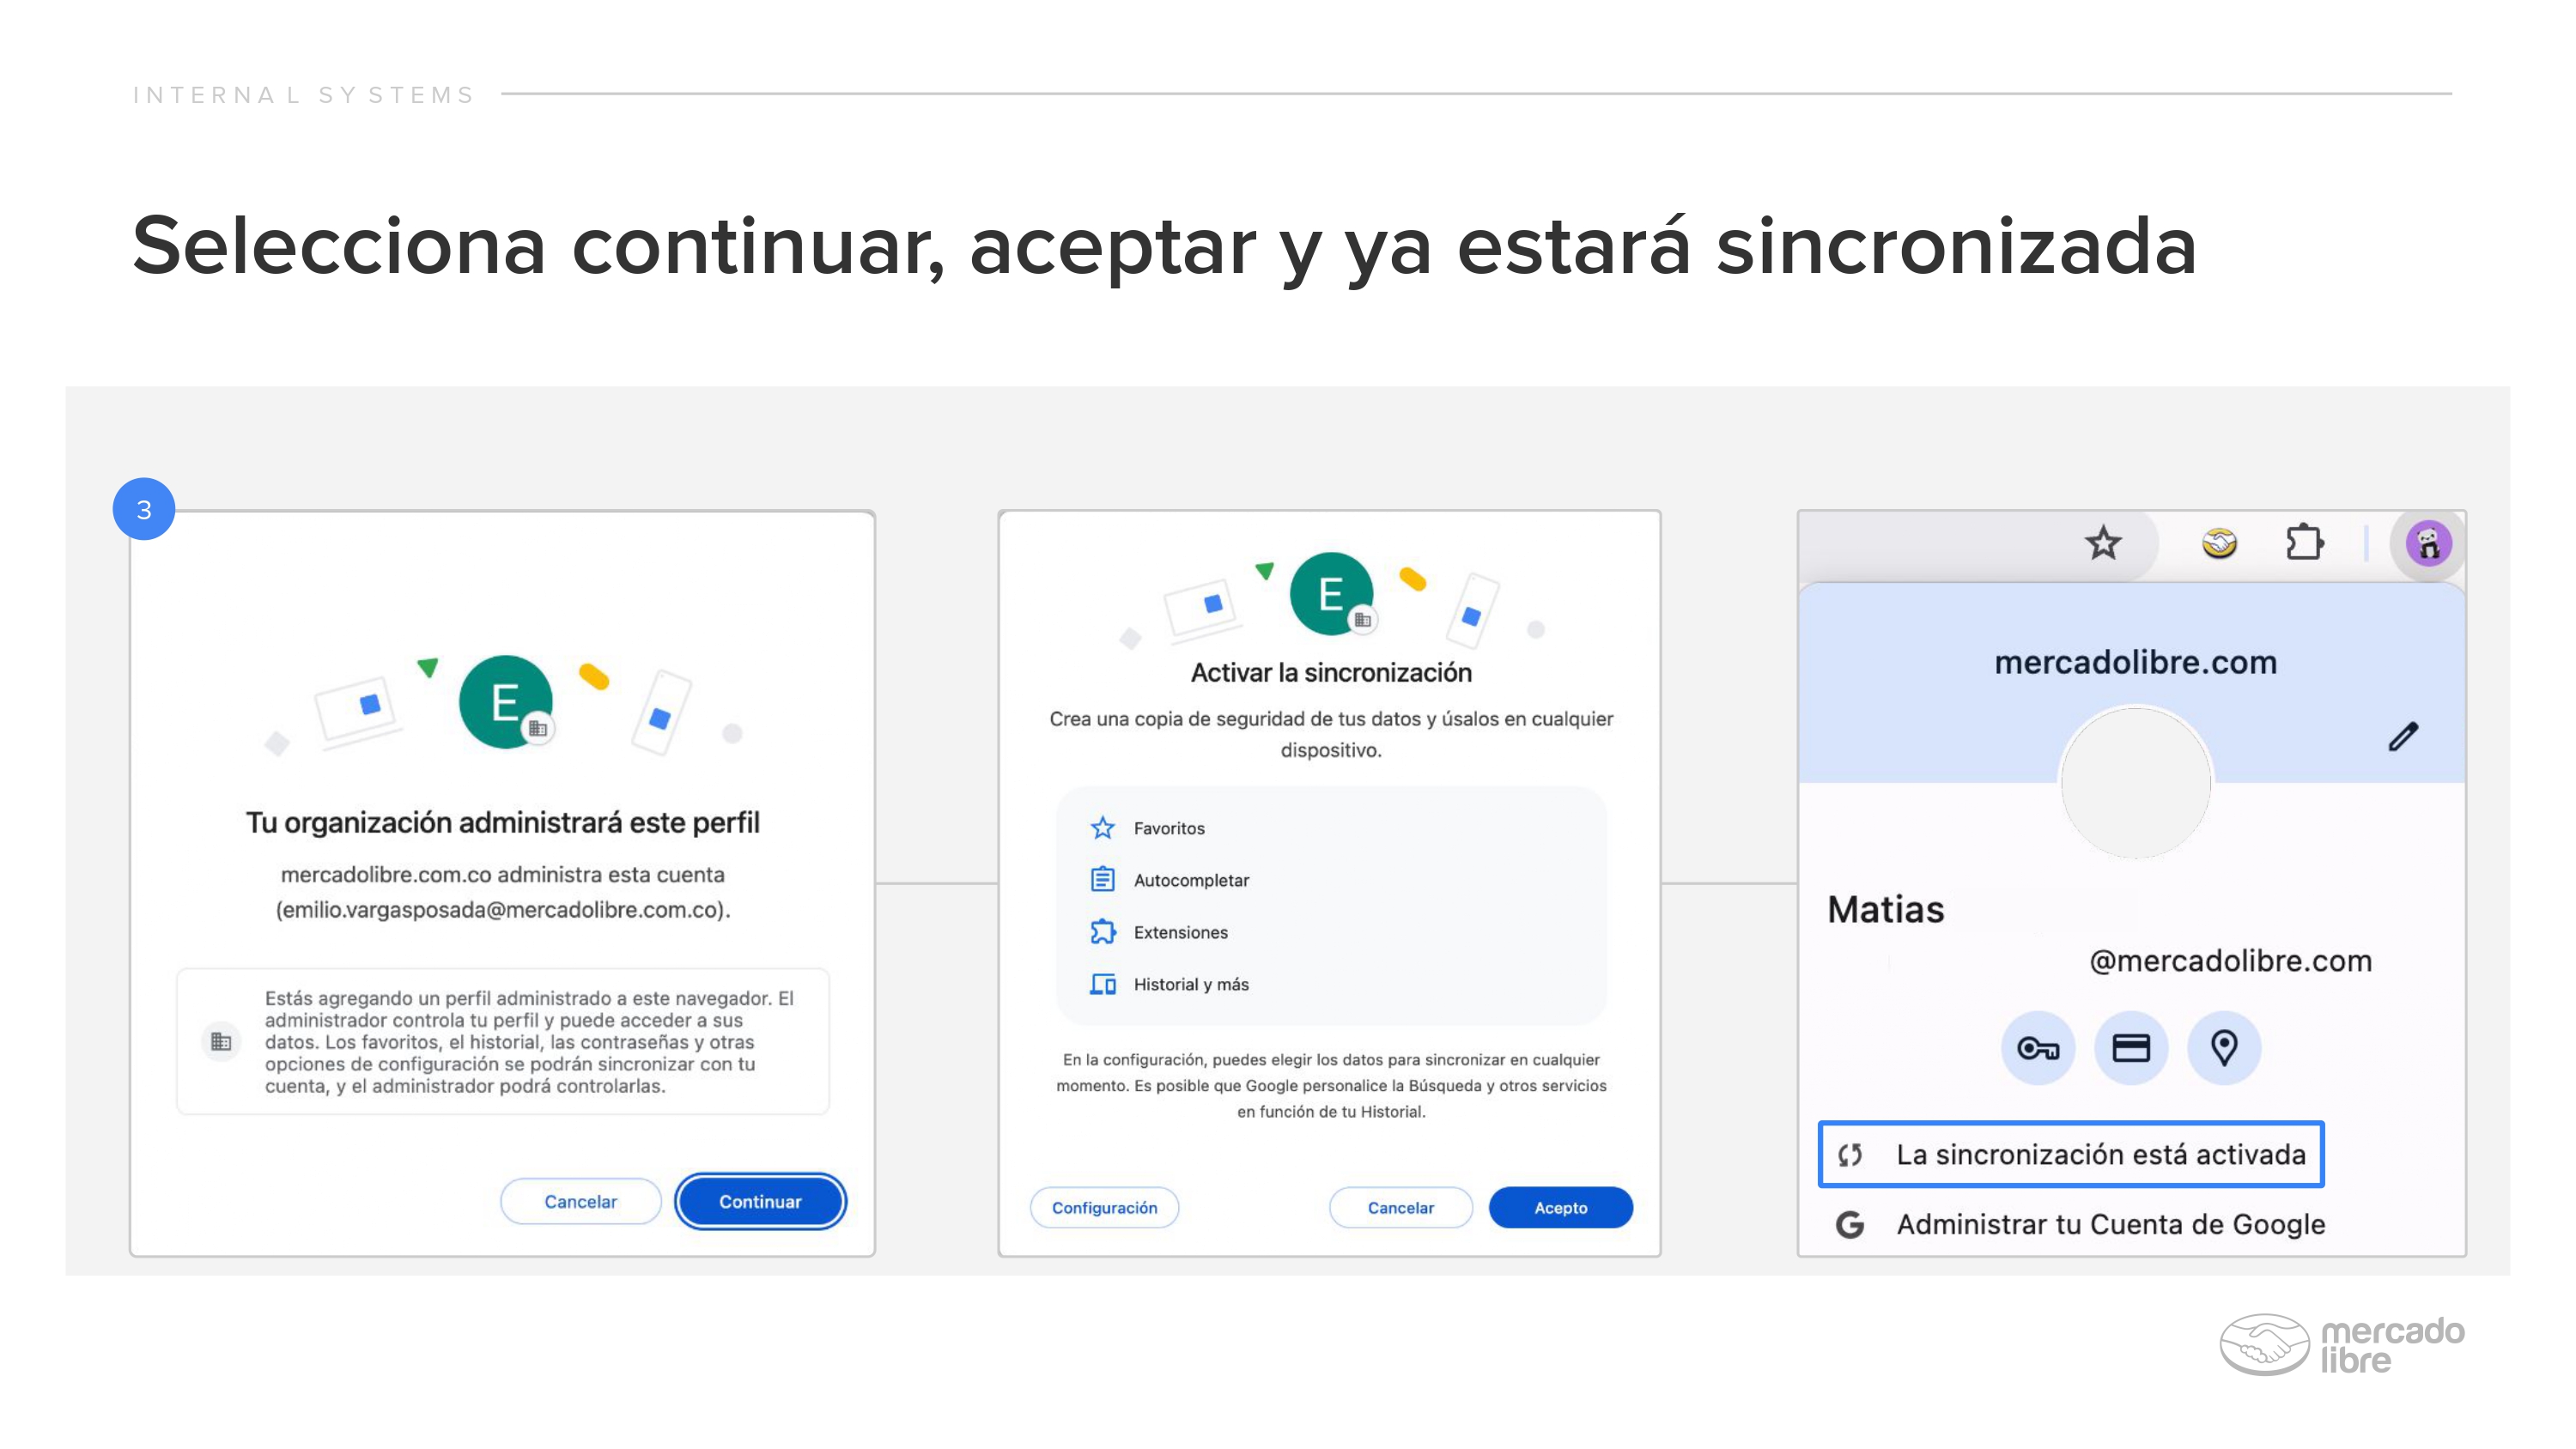 INTERNAL SYSTEMS
Selecciona continuar, aceptar y ya estará sincronizada
3
E
Tu organización administrará este perfil
mercadolibre.com.co administra esta cuenta
(emilio.vargasposada@mercadolibre.com.co).
Estás agregando un perfil administrado a este navegador. El
administrador controla tu perfil y puede acceder a sus
datos. Los favoritos, el historial, las contraseñas y otras
opciones de configuración se podrán sincronizar con tu
cuenta, y el administrador podrá controlarlas.
Cancelar
Continuar
E
Activar la sincronización
Crea una copia de seguridad de tus datos y úsalos en cualquier
dispositivo.
Favoritos
Autocompletar
Extensiones
Historial y más
En la configuración, puedes elegir los datos para sincronizar en cualquier
momento. Es posible que Google personalice la Búsqueda y otros servicios
en función de tu Historial.
Configuración
Cancelar
Acepto
mercadolibre.com
Matias
@mercadolibre.com
La sincronización está activada
G Administrar tu Cuenta de Google
mercado
libre